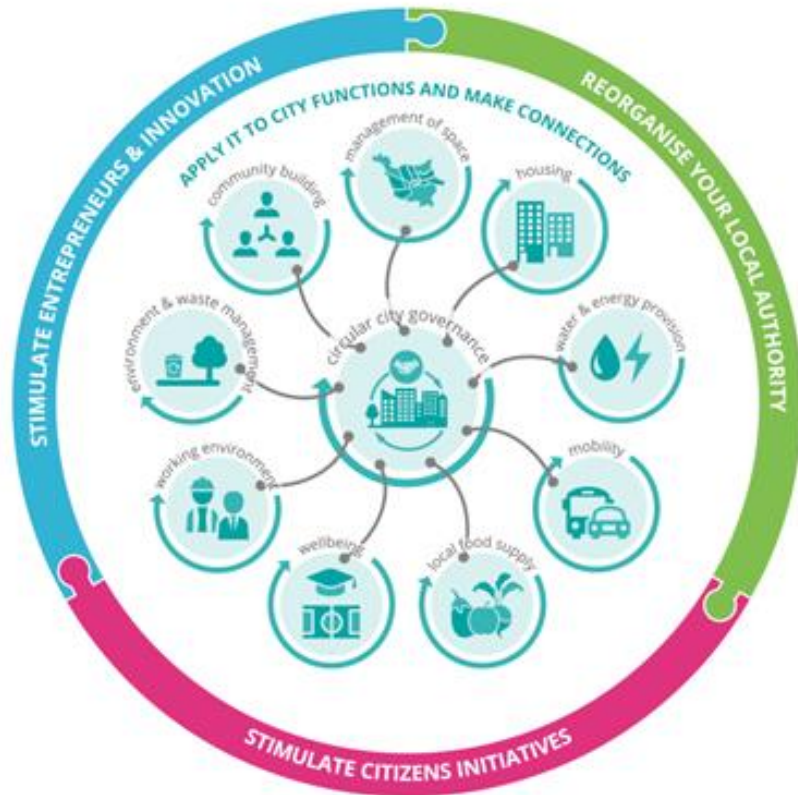 STIMULATE ENTREPRENEURS & INNOVATION
REORGANISE YOUR LOCAL AUTHORITY
APPLY IT TO CITY FUNCTIONS AND MAKE CONNECTIONS
management of space
community building
housing
environment & waste management
circular city governance
water & energy provision
working environment
mobility
wellbeing
local food supply
STIMULATE CITIZENS INITIATIVES